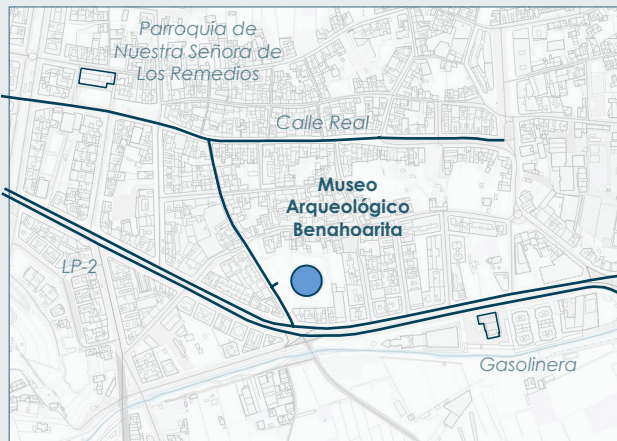 Parroquia de
Nuestra Señora de
Los Remedios
Calle Real
Museo
Arqueológico
Benahoarita
LP-2
Gasolinera